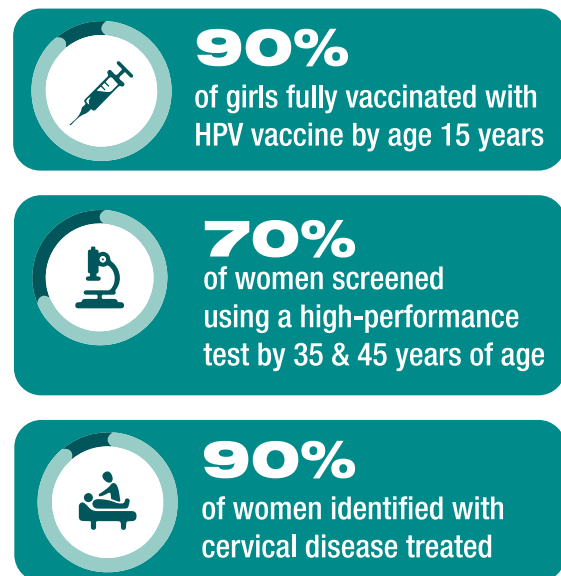 90%
of girls fully vaccinated with
HPV vaccine by age 15 years
70%
of women screened
using a high-performance
test by 35 & 45 years of age
90%
of women identified with
cervical disease treated